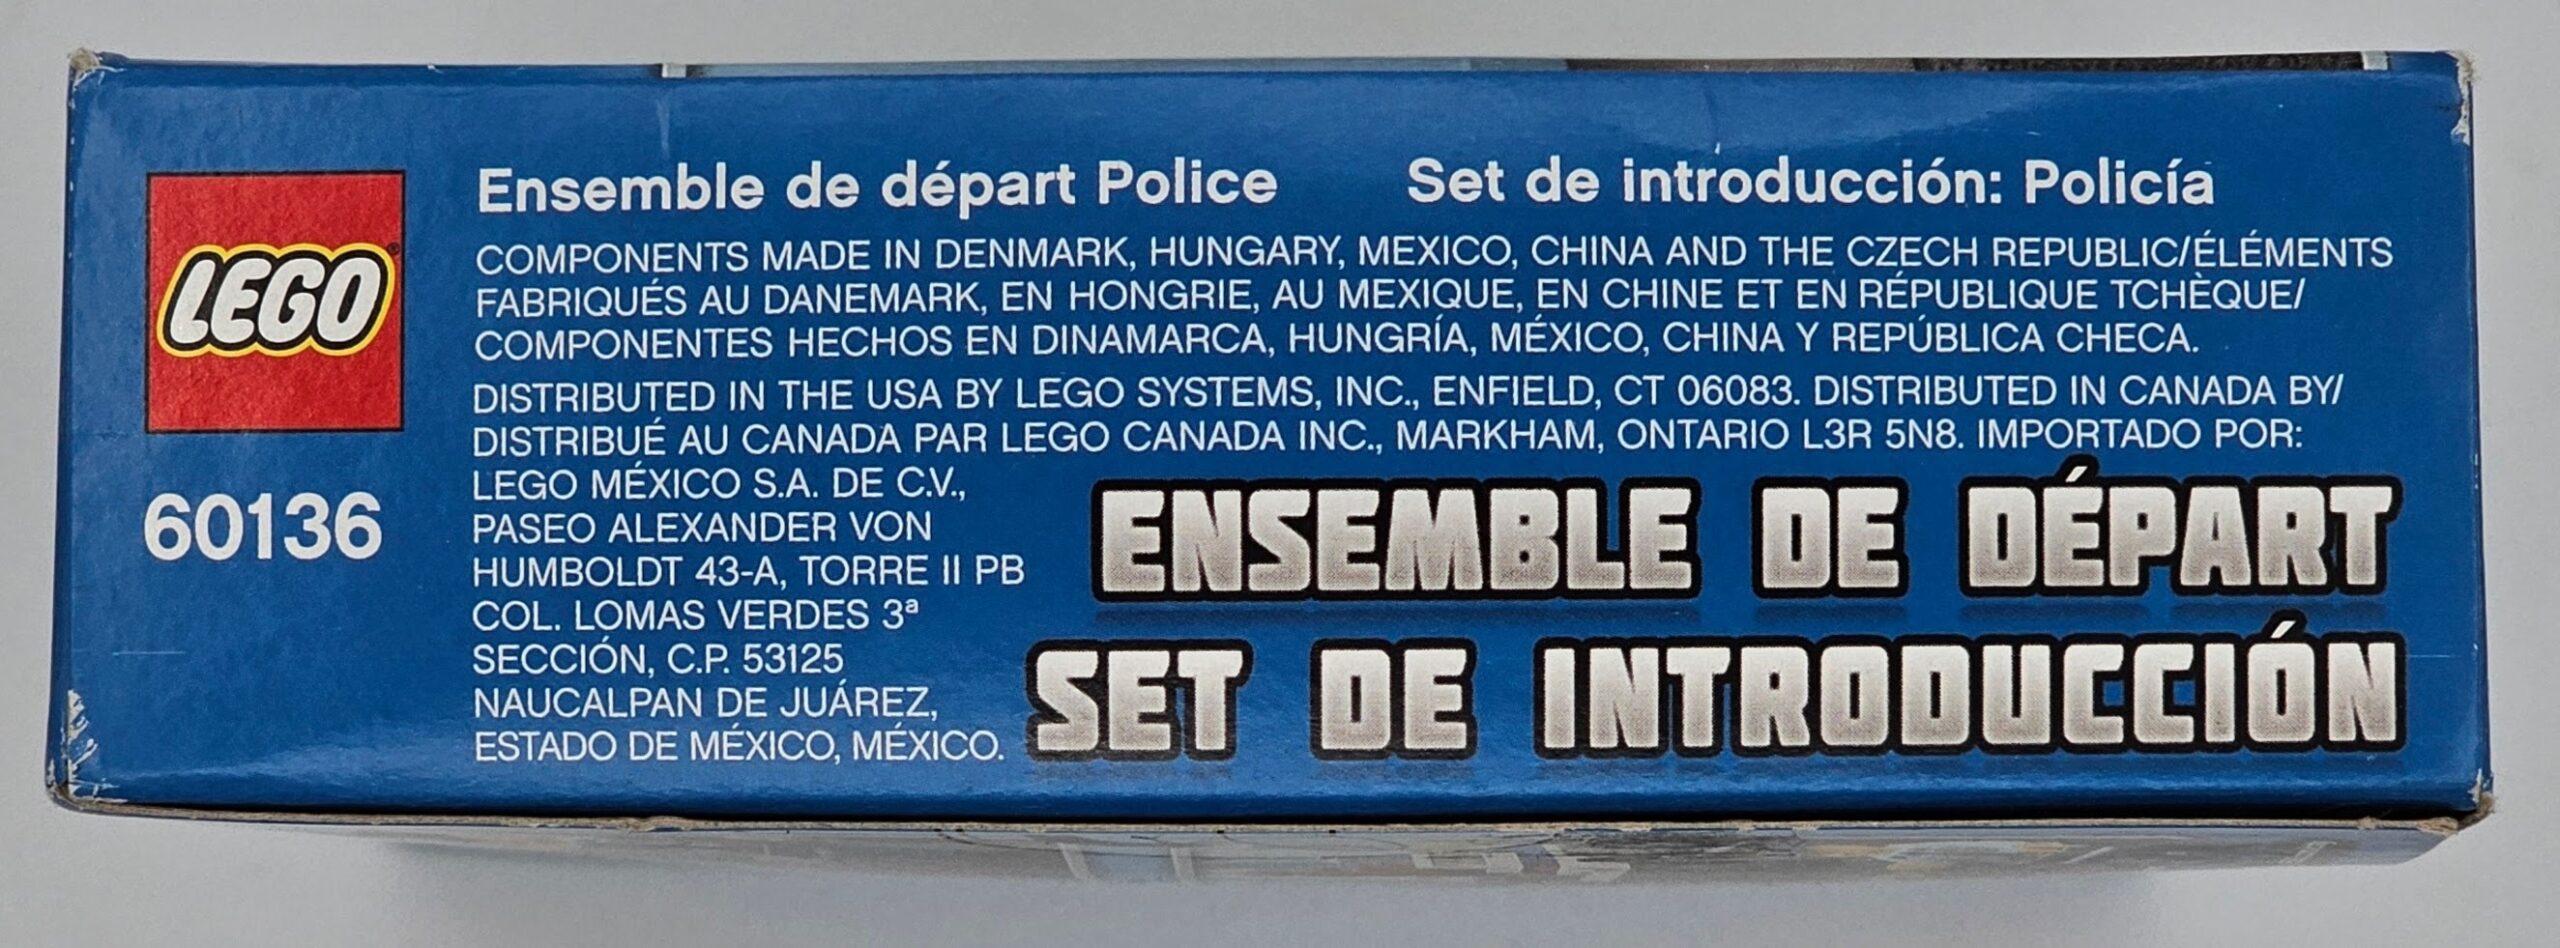 LEGO
60136
Ensemble de départ Police
Set de introducción: Policía
COMPONENTS MADE IN DENMARK, HUNGARY, MEXICO, CHINA AND THE CZECH REPUBLIC/ÉLÉMENTS
FABRIQUÉS AU DANEMARK, EN HONGRIE, AU MEXIQUE, EN CHINE ET EN RÉPUBLIQUE TCHÈQUE/
COMPONENTES HECHOS EN DINAMARCA, HUNGRÍA, MÉXICO, CHINA Y REPÚBLICA CHECA.
DISTRIBUTED IN THE USA BY LEGO SYSTEMS, INC., ENFIELD, CT 06083. DISTRIBUTED IN CANADA BY/
DISTRIBUÉ AU CANADA PAR LEGO CANADA INC., MARKHAM, ONTARIO L3R 5N8. IMPORTADO POR:
LEGO MÉXICO S.A. DE C.V.,
PASEO ALEXANDER VON
HUMBOLDT 43-A, TORRE II PB
COL. LOMAS VERDES 3ª
SECCIÓN, C.P. 53125
NAUCALPAN DE JUÁREZ,
ESTADO DE MÉXICO, MÉXICO.
ENSEMBLE DE DÉPART
SET DE INTRODUCCIÓN